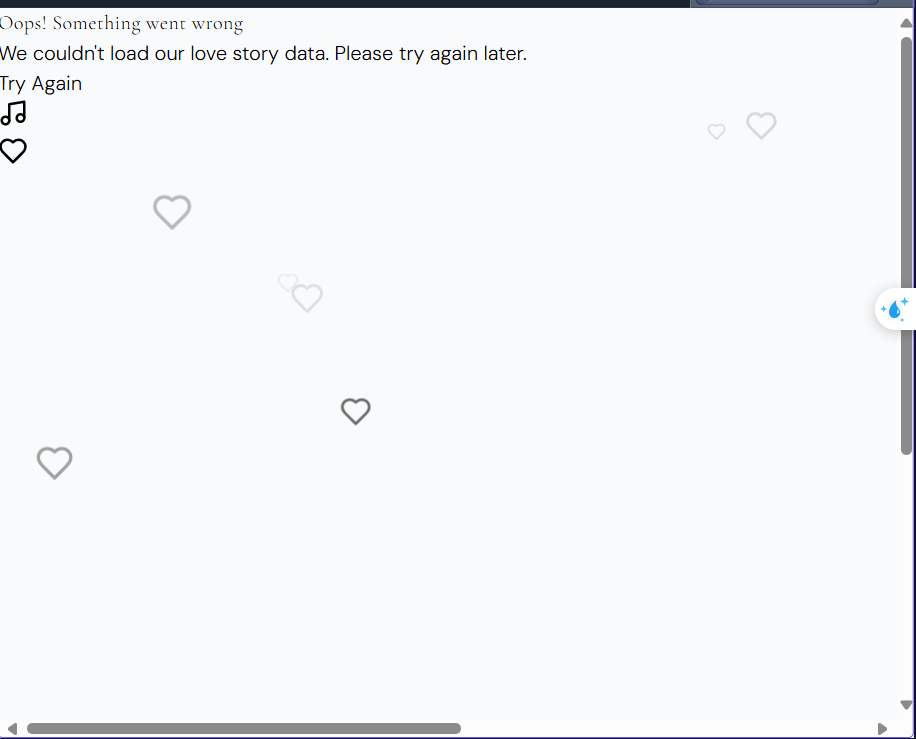 Oops! Something went wrong
We couldn't load our love story data. Please try again later.
Try Again